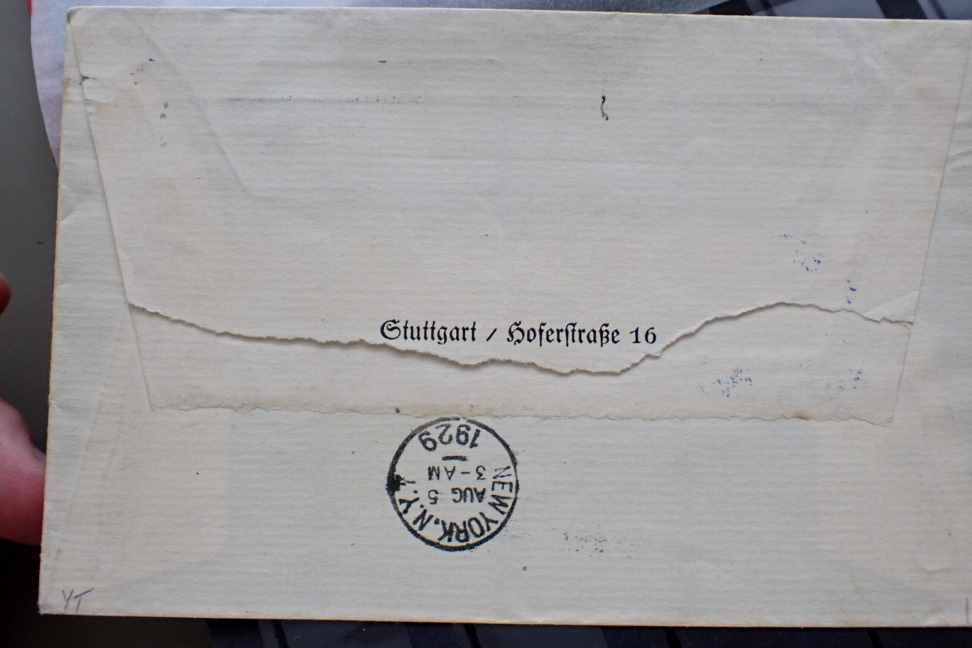 Stuttgart / Hoferstraße 16
NEW YORK, N.Y.
AUG 5
3-AM
1929
YT